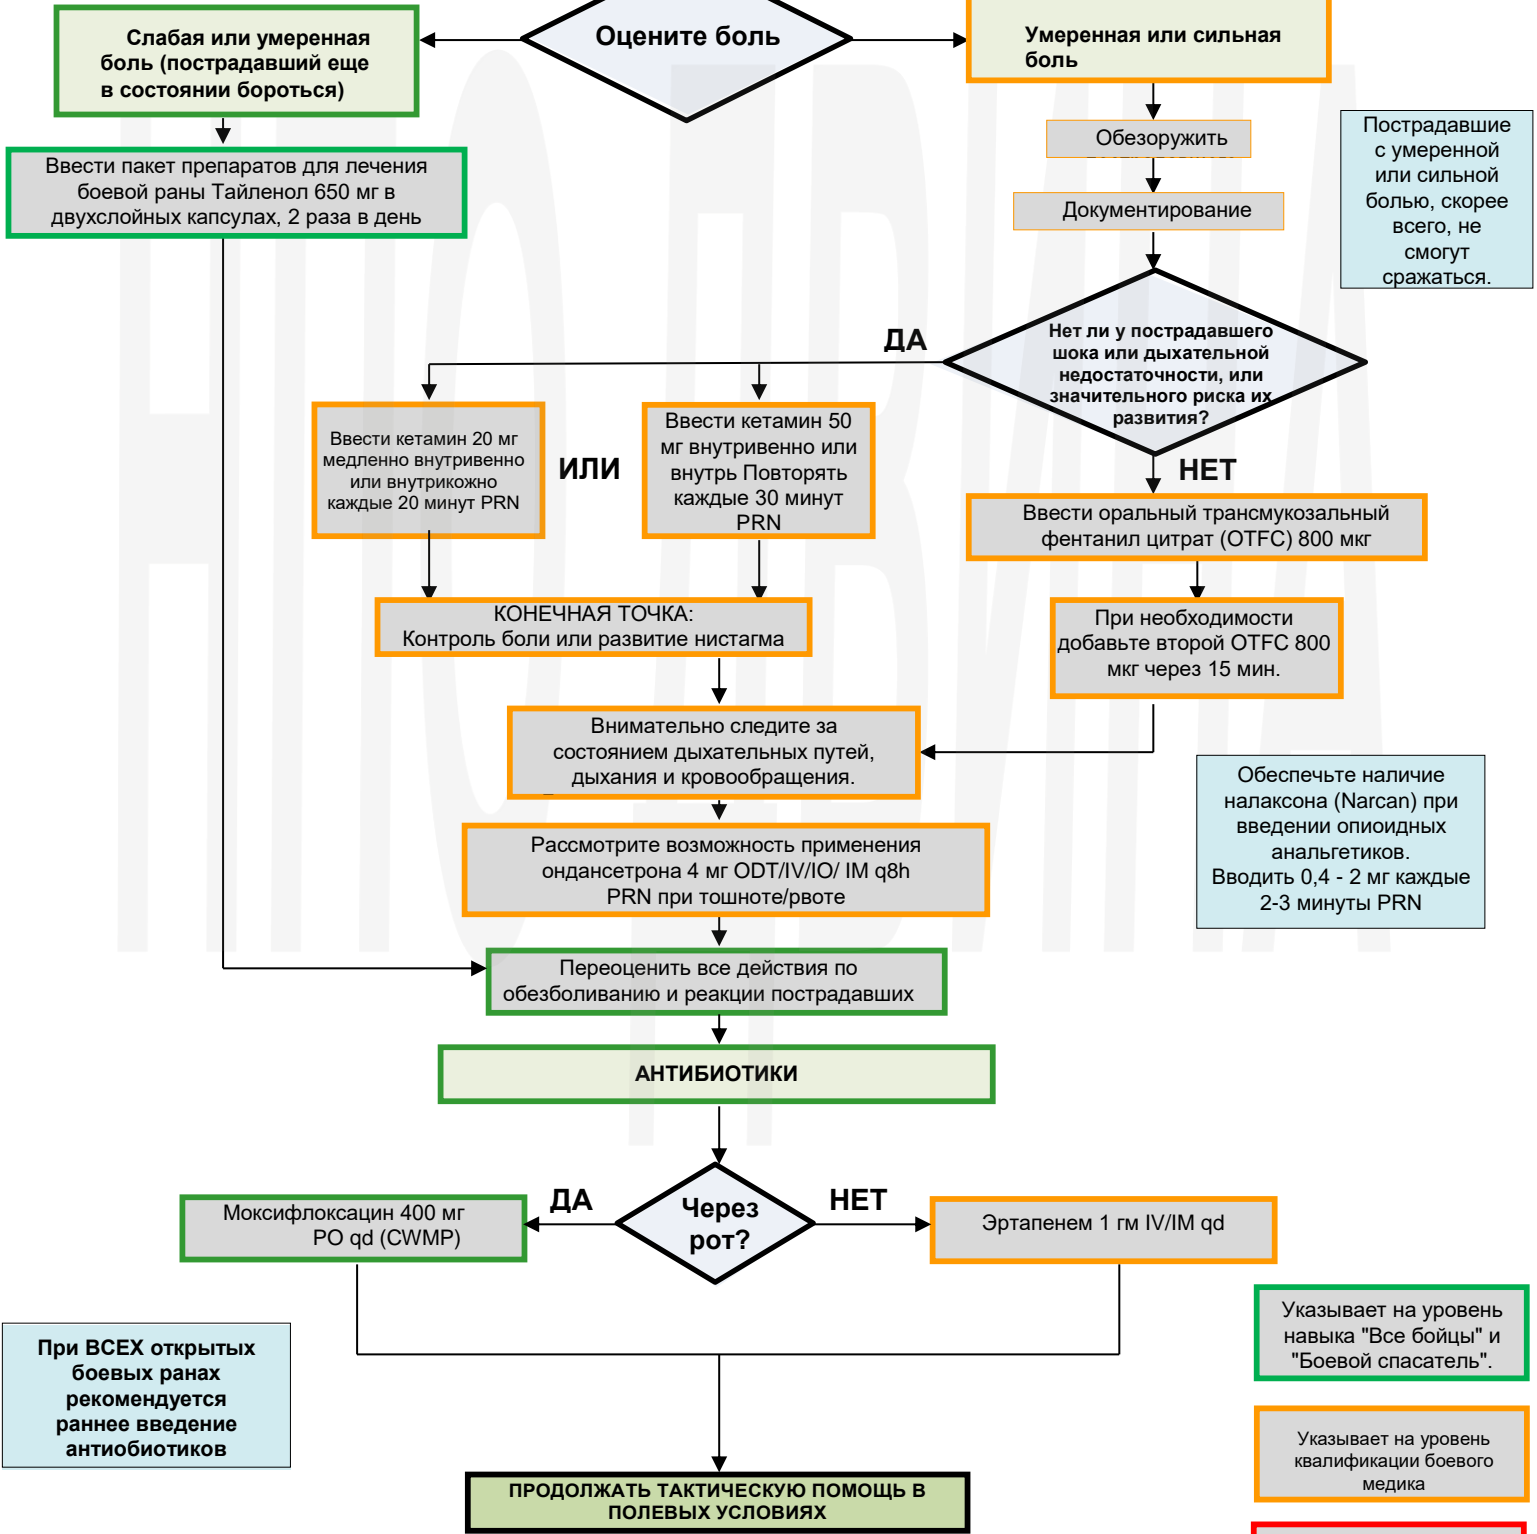 Оцените боль
Слабая или умеренная
боль (пострадавший еще
в состоянии бороться)
Умеренная или сильная
боль
Ввести пакет препаратов для лечения
боевой раны Тайленол 650 мг в
двухслойных капсулах, 2 раза в день
Обезоружить
Документирование
Пострадавшие
с умеренной
или сильной
болью, скорее
всего, не
смогут
сражаться.
Нет ли у пострадавшего
шока или дыхательной
недостаточности, или
значительного риска их
развития?
ДА
НЕТ
Ввести кетамин 20 мг
медленно внутривенно
или внутрикожно
каждые 20 минут PRN
ИЛИ
Ввести кетамин 50
мг внутривенно или
внутрь Повторять
каждые 30 минут
PRN
Ввести оральный трансмукозальный
фентанил цитрат (OTFC) 800 мкг
КОНЕЧНАЯ ТОЧКА:
Контроль боли или развитие нистагма
При необходимости
добавьте второй OTFC 800
мкг через 15 мин.
Внимательно следите за
состоянием дыхательных путей,
дыхания и кровообращения.
Обеспечьте наличие
налаксона (Narcan) при
введении опиоидных
анальгетиков.
Вводить 0,4 - 2 мг каждые
2-3 минуты PRN
Рассмотрите возможность применения
ондансетрона 4 мг ODT/IV/IO/ IM q8h
PRN при тошноте/рвоте
Переоценить все действия по
обезболиванию и реакции пострадавших
АНТИБИОТИКИ
Через
рот?
ДА
НЕТ
Моксифлоксацин 400 мг
PO qd (CWMP)
Эртапенем 1 гм IV/IM qd
При ВСЕХ открытых
боевых ранах
рекомендуется
раннее введение
антиобиотиков
Указывает на уровень
навыка "Все бойцы" и
"Боевой спасатель".
Указывает на уровень
квалификации боевого
медика
ПРОДОЛЖАТЬ ТАКТИЧЕСКУЮ ПОМОЩЬ В
ПОЛЕВЫХ УСЛОВИЯХ
НПО ДВИНА